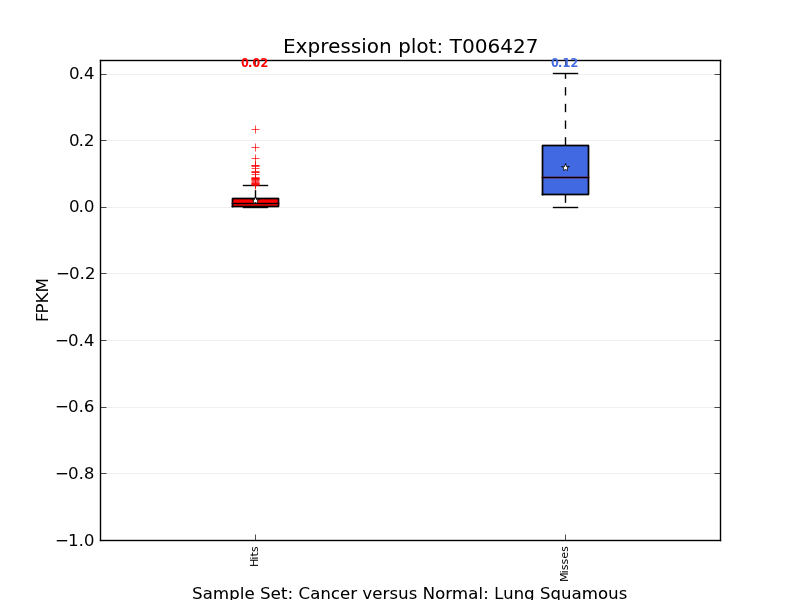 Expression plot: T006427
0.02
0.12
0.4
0.2
0.0
−0.2
−0.4
−0.6
−0.8
−1.0
FPKM
Hits
Misses
Sample Set: Cancer versus Normal: Lung Squamous